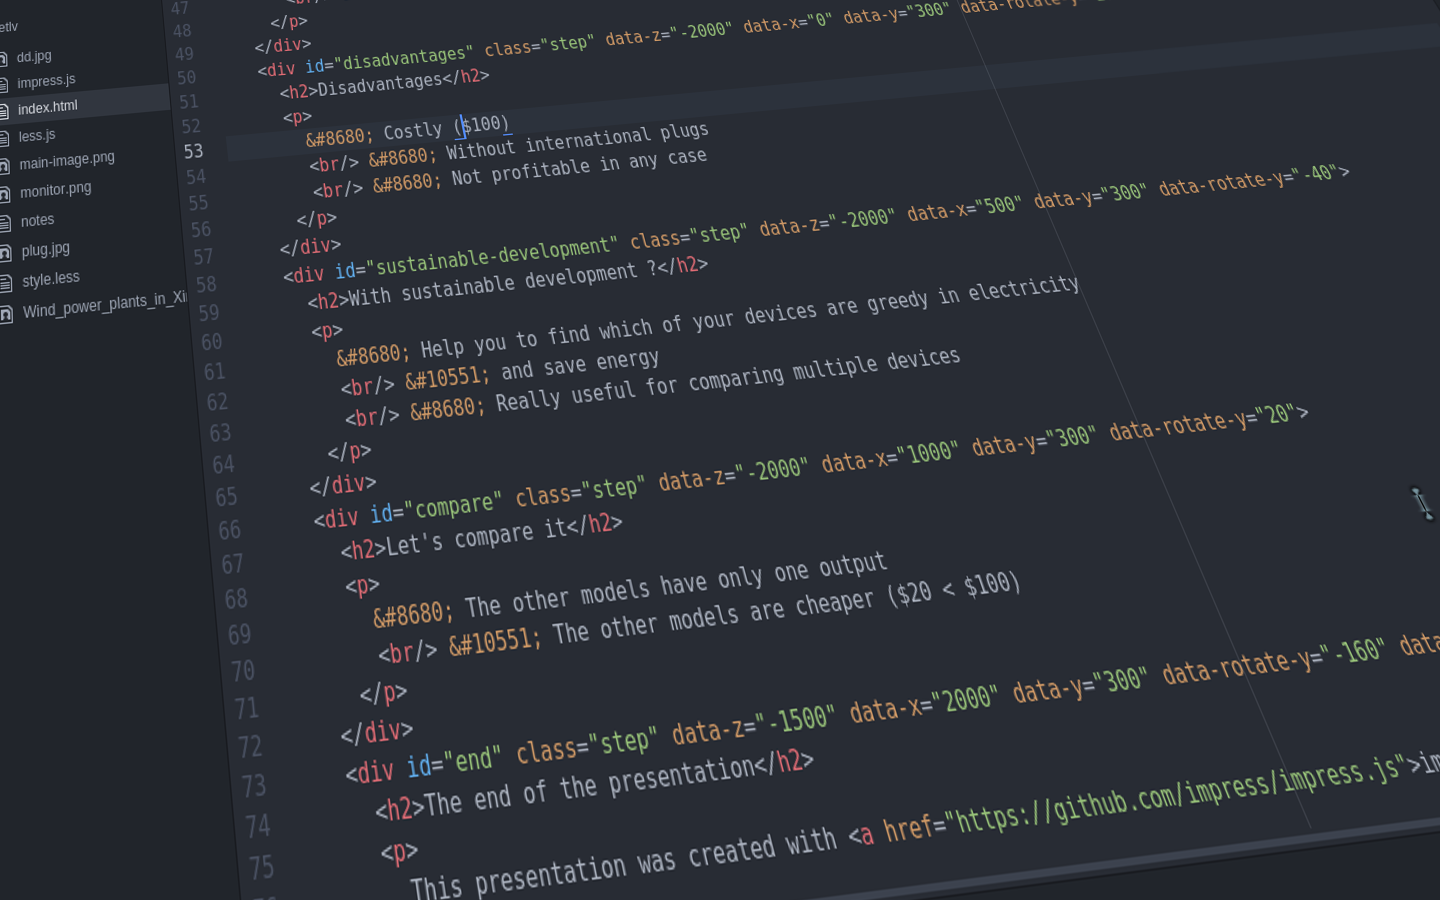 etlv
dd.jpg
impress.js
index.html
less.js
main-image.png
monitor.png
notes
plug.jpg
style.less
Wind_power_plants_in_Xi
47
48 </p>
49 </div>
50 <div id="disadvantages" class="step" data-z="-2000" data-x="0" data-y="300" data-rotate-y=
51 <h2>Disadvantages</h2>
52 <p>
53 &#8680; Costly ($100)
54 <br/> &#8680; Without international plugs
55 <br/> &#8680; Not profitable in any case
56 </p>
57 </div>
58 <div id="sustainable-development" class="step" data-z="-2000" data-x="500" data-y="300" data-rotate-y="-40">
59 <h2>With sustainable development ?</h2>
60 <p>
61 &#8680; Help you to find which of your devices are greedy in electricity
62 <br/> &#10551; and save energy
63 <br/> &#8680; Really useful for comparing multiple devices
64 </p>
65 </div>
66 <div id="compare" class="step" data-z="-2000" data-x="1000" data-y="300" data-rotate-y="20">
67 <h2>Let's compare it</h2>
68 <p>
69 &#8680; The other models have only one output
70 <br/> &#10551; The other models are cheaper ($20 < $100)
71 </p>
72 </div>
73 <div id="end" class="step" data-z="-1500" data-x="2000" data-y="300" data-rotate-y="-160" data
74 <h2>The end of the presentation</h2>
75 <p>
This presentation was created with <a href="https://github.com/impress/impress.js">im